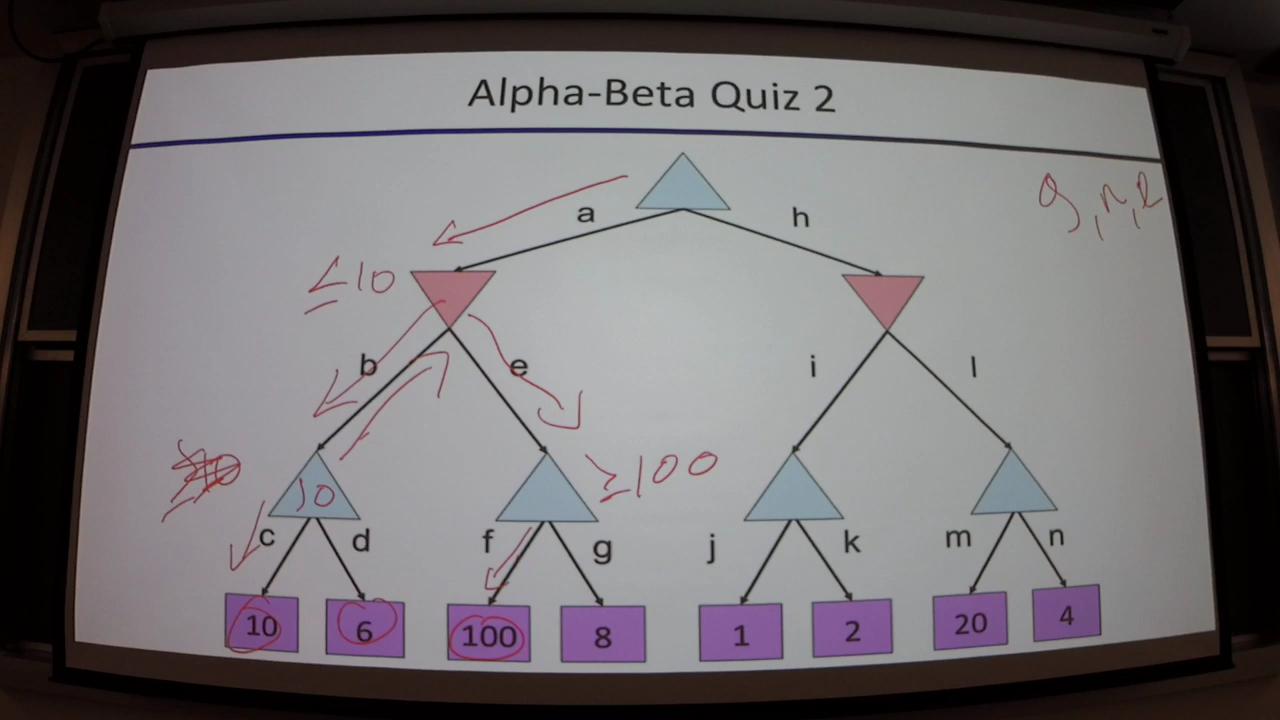 Alpha-Beta Quiz 2
g, n, l
a h
≤10
b e i l
≥100
10
c d f g j k m n
10 6 100 8 1 2 20 4